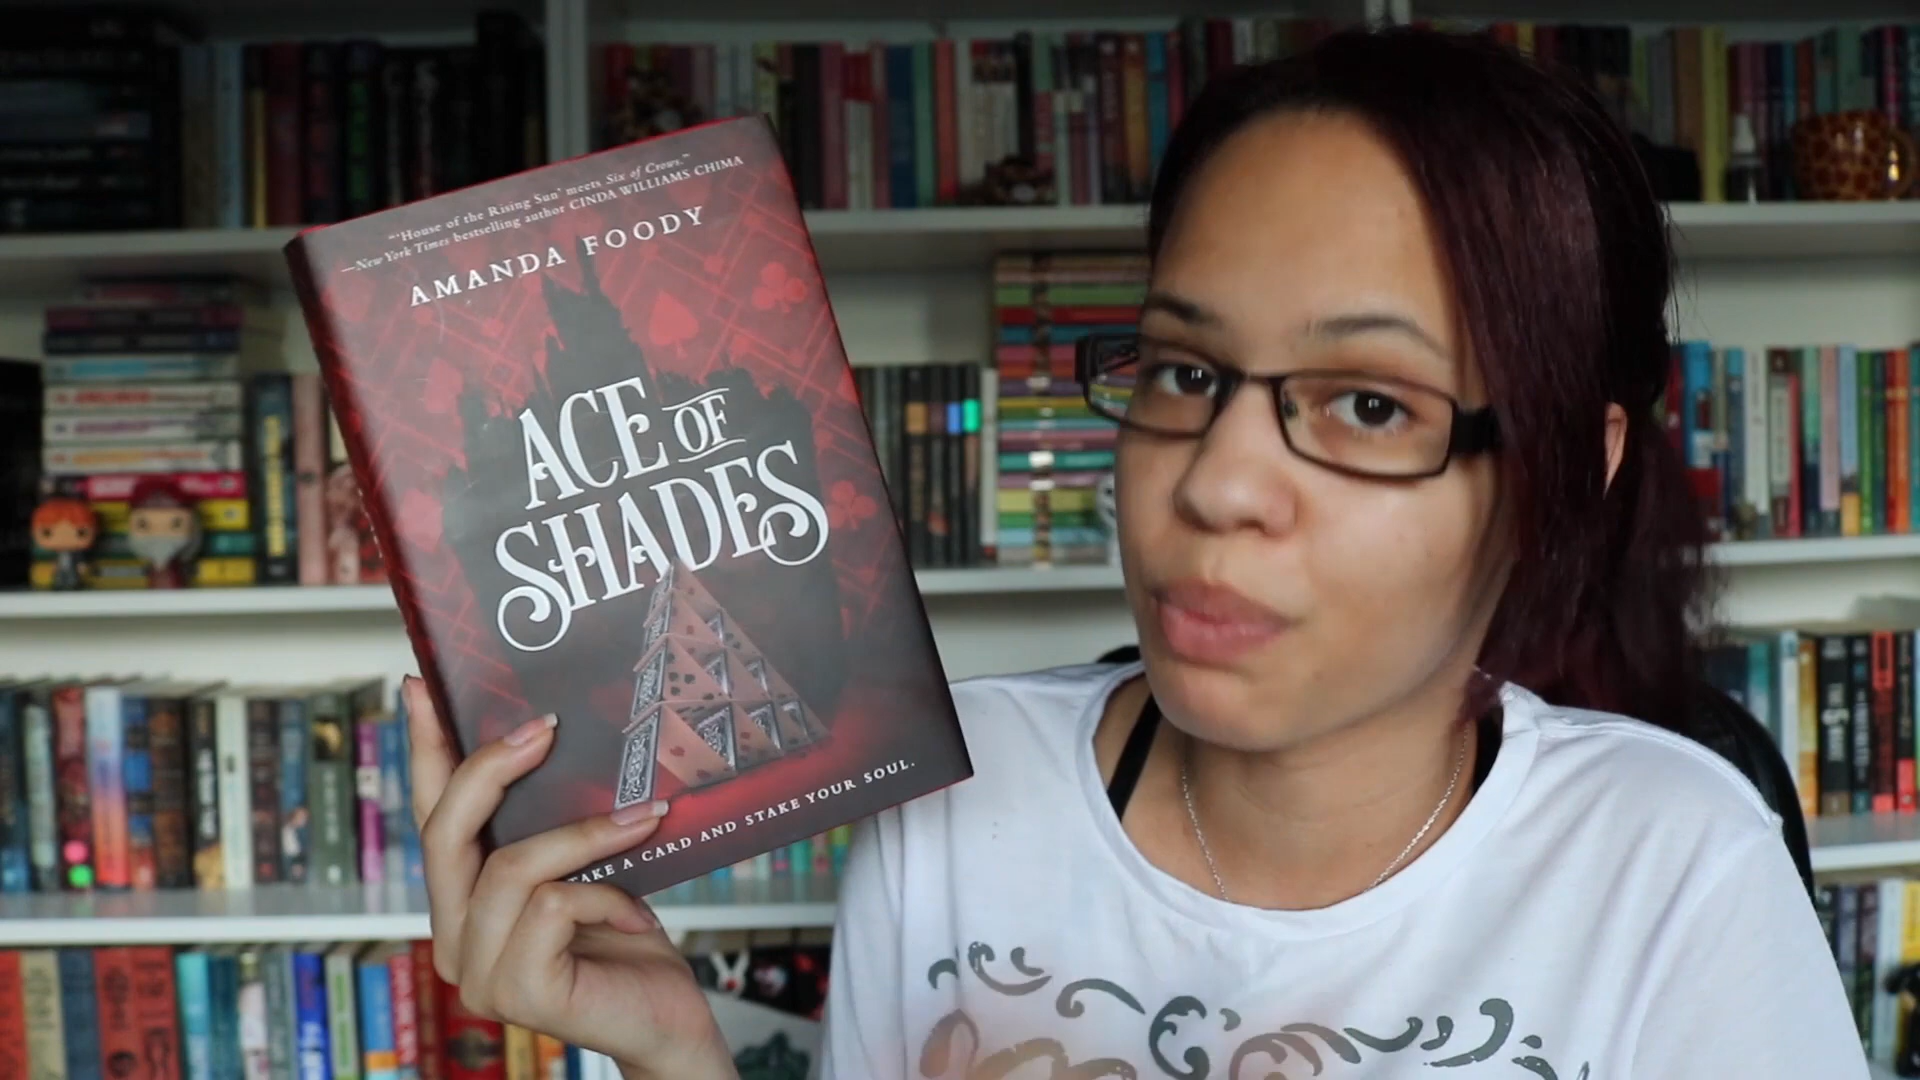 "'House of the Rising Sun' meets Six of Crows."
—New York Times bestselling author CINDA WILLIAMS CHIMA
AMANDA FOODY
ACE OF
SHADES
TAKE A CARD AND STAKE YOUR SOUL.